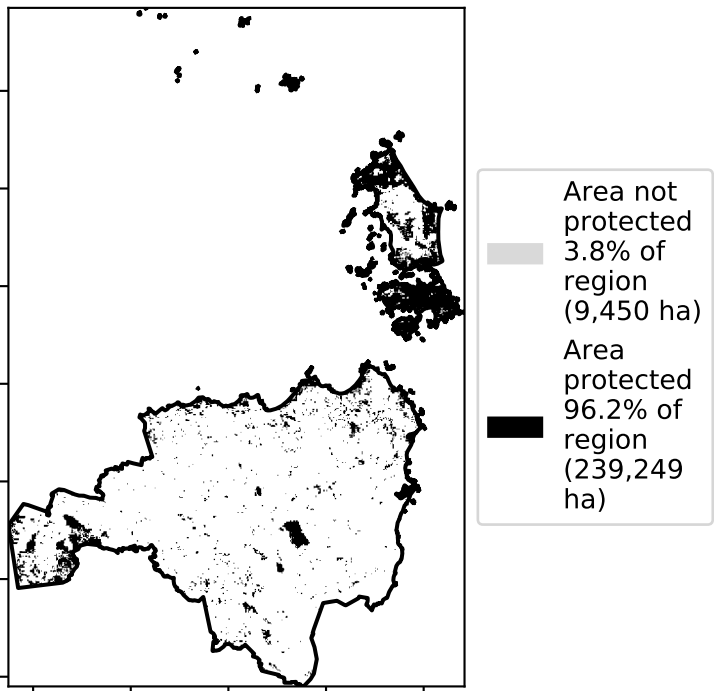 Area not
protected
3.8% of
region
(9,450 ha)
Area
protected
96.2% of
region
(239,249
ha)